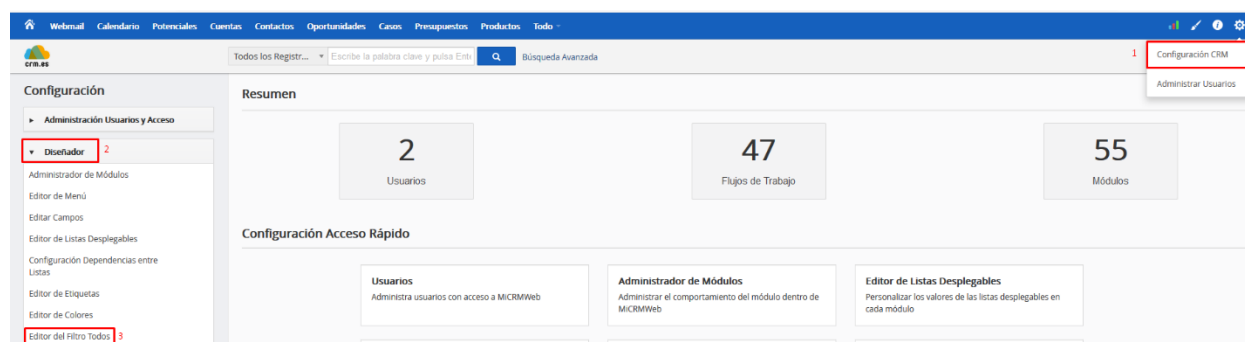 Webmail Calendario Potenciales Cuentas Contactos Oportunidades Casos Presupuestos Productos Todo
crm.es
Todos los Registr... Escribe la palabra clave y pulsa Ente Búsqueda Avanzada
1 Configuración CRM
Administrar Usuarios
Configuración
Administración Usuarios y Acceso
Diseñador 2
Administrador de Módulos
Editor de Menú
Editar Campos
Editor de Listas Desplegables
Configuración Dependencias entre
Listas
Editor de Etiquetas
Editor de Colores
Editor del Filtro Todos 3
Resumen
2
Usuarios
47
Flujos de Trabajo
55
Módulos
Configuración Acceso Rápido
Usuarios
Administra usuarios con acceso a MiCRMWeb
Administrador de Módulos
Administrar el comportamiento del módulo dentro de
MiCRMWeb
Editor de Listas Desplegables
Personalizar los valores de las listas desplegables en
cada módulo